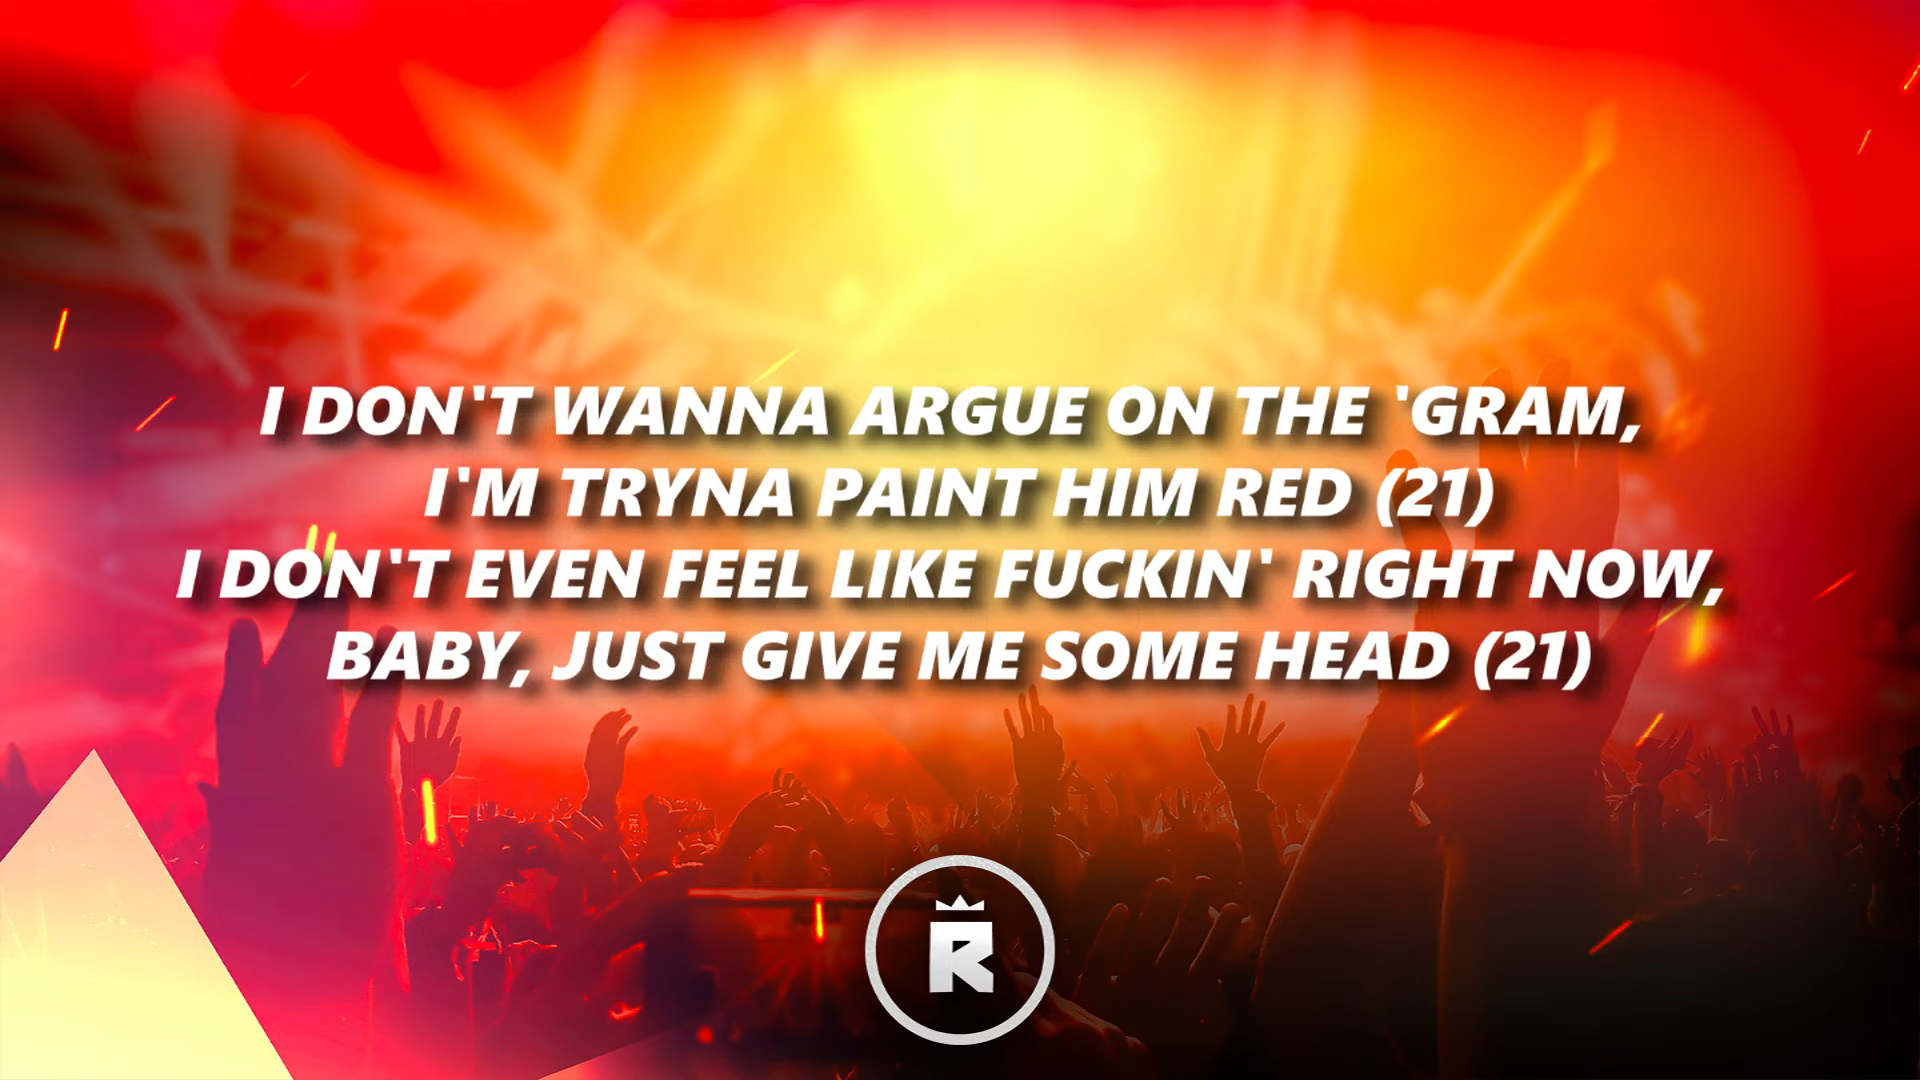 I DON'T WANNA ARGUE ON THE 'GRAM,
I'M TRYNA PAINT HIM RED (21)
I DON'T EVEN FEEL LIKE FUCKIN' RIGHT NOW,
BABY, JUST GIVE ME SOME HEAD (21)
R